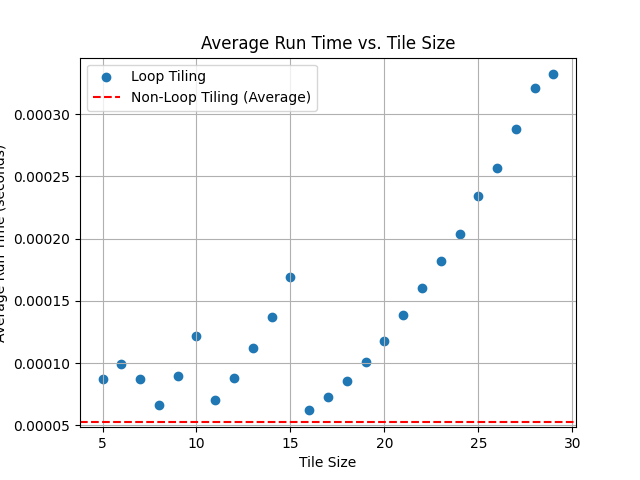 Average Run Time vs. Tile Size
Loop Tiling
Non-Loop Tiling (Average)
Average Run Time (seconds)
0.00030
0.00025
0.00020
0.00015
0.00010
0.00005
5 10 15 20 25 30
Tile Size